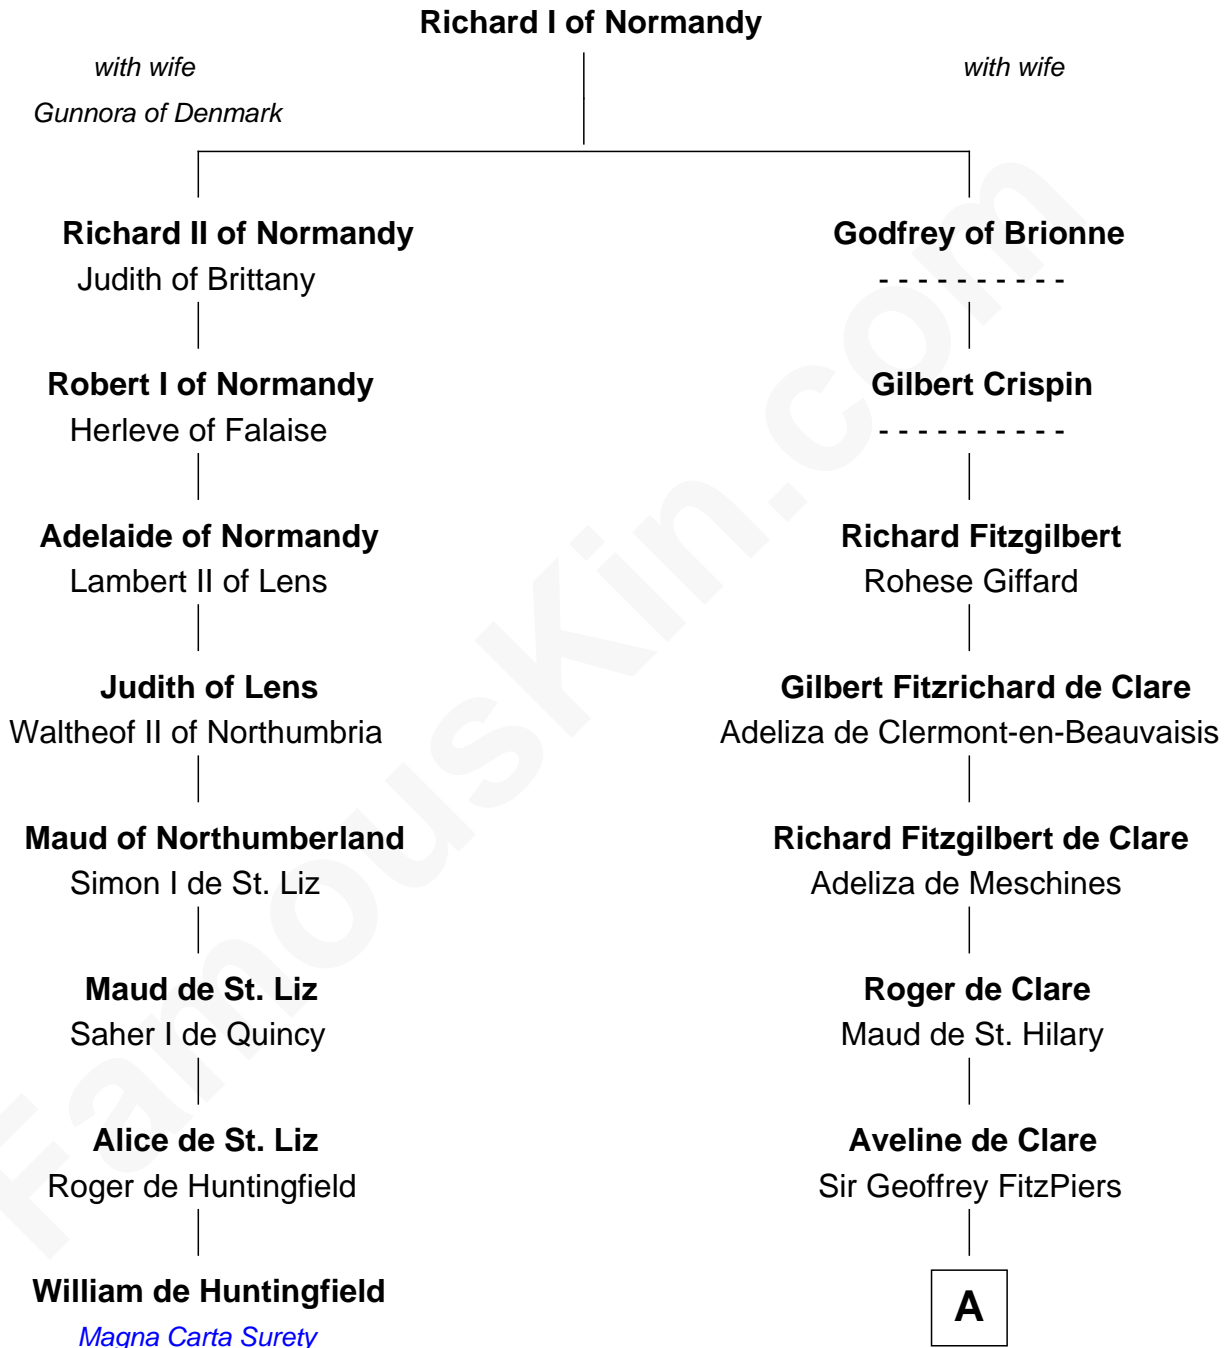 Richard I of Normandy
with wife
Gunnora of Denmark
with wife
Richard II of Normandy
Judith of Brittany
Godfrey of Brionne
- - - - - - - - - -
Robert I of Normandy
Herleve of Falaise
Gilbert Crispin
- - - - - - - - - -
Adelaide of Normandy
Lambert II of Lens
Richard Fitzgilbert
Rohese Giffard
Judith of Lens
Waltheof II of Northumbria
Gilbert Fitzrichard de Clare
Adeliza de Clermont-en-Beauvaisis
Maud of Northumberland
Simon I de St. Liz
Richard Fitzgilbert de Clare
Adeliza de Meschines
Maud de St. Liz
Saher I de Quincy
Roger de Clare
Maud de St. Hilary
Alice de St. Liz
Roger de Huntingfield
Aveline de Clare
Sir Geoffrey FitzPiers
William de Huntingfield
Magna Carta Surety
A
FamousKin.com